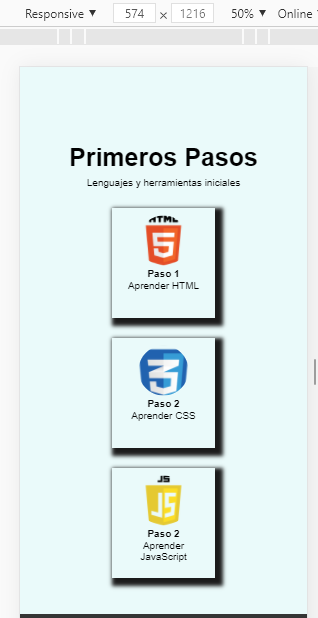 Responsive ▼ 574 × 1216 50% ▼ Online
Primeros Pasos
Lenguajes y herramientas iniciales
HTML
5
Paso 1
Aprender HTML
3
Paso 2
Aprender CSS
JS
JS
Paso 2
Aprender
JavaScript